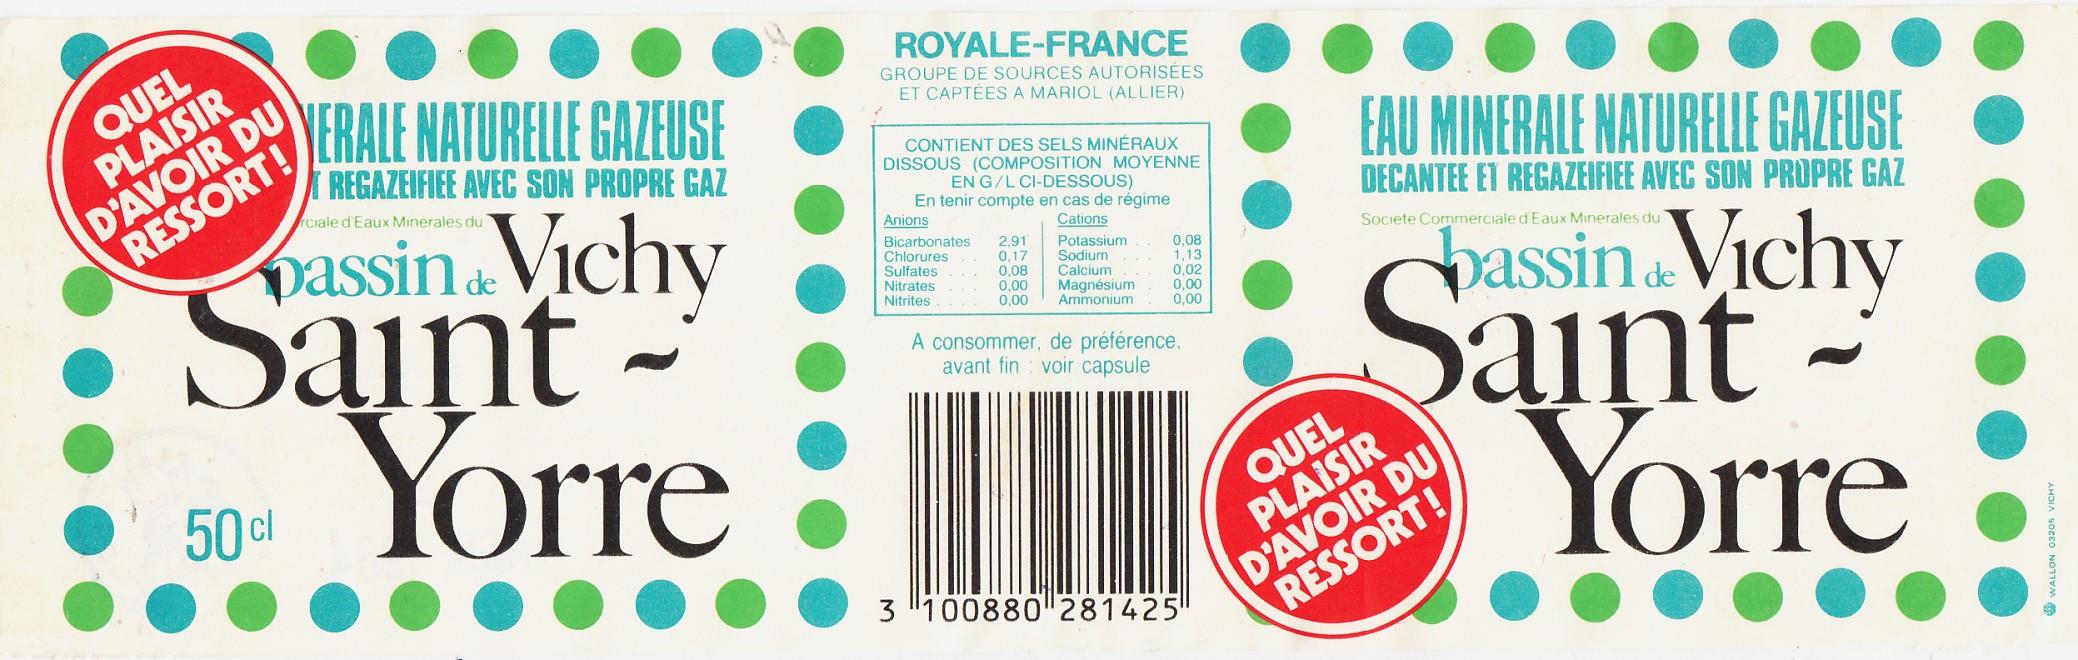 QUEL
PLAISIR
D'AVOIR DU
RESSORT!
NERALE NATURELLE GAZEUSE
T REGAZEIFIEE AVEC SON PROPRE GAZ
rciale d'Eaux Minerales du
bassin de Vichy
Saint -
Yorre
50 cl
ROYALE-FRANCE
GROUPE DE SOURCES AUTORISÉES
ET CAPTÉES A MARIOL (ALLIER)
CONTIENT DES SELS MINÉRAUX
DISSOUS (COMPOSITION MOYENNE
EN G/L CI-DESSOUS)
En tenir compte en cas de régime
Anions Cations
Bicarbonates 2,91 Potassium . . 0,08
Chlorures . . 0,17 Sodium . . . 1,13
Sulfates . . . 0,08 Calcium . . . 0,02
Nitrates . . . 0,00 Magnésium . 0,00
Nitrites . . . . 0,00 Ammonium . 0,00
A consommer, de préférence,
avant fin : voir capsule
3 100880 281425
EAU MINERALE NATURELLE GAZEUSE
DECANTEE ET REGAZEIFIEE AVEC SON PROPRE GAZ
Societe Commerciale d'Eaux Minerales du
bassin de Vichy
Saint -
Yorre
QUEL
PLAISIR
D'AVOIR DU
RESSORT!
WALLON 03205 VICHY